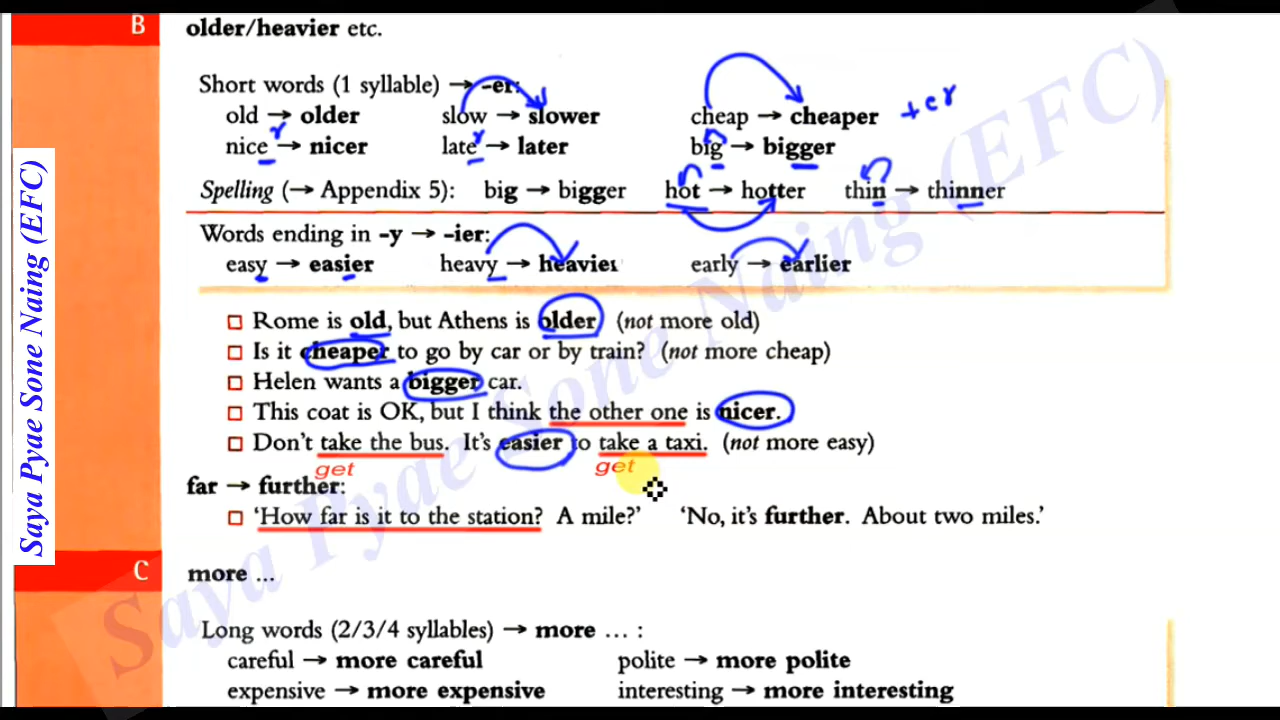 B
older/heavier etc.
Short words (1 syllable) → -er:
old → older slow → slower cheap → cheaper +er
nice → nicer late → later big → bigger
r r
Spelling (→ Appendix 5): big → bigger hot → hotter thin → thinner
Words ending in -y → -ier:
easy → easier heavy → heavier early → earlier
Rome is old, but Athens is older (not more old)
Is it cheaper to go by car or by train? (not more cheap)
Helen wants a bigger car.
This coat is OK, but I think the other one is nicer.
Don't take the bus. It's easier to take a taxi. (not more easy)
get get
far → further:
'How far is it to the station? A mile?' 'No, it's further. About two miles.'
C
more ...
Long words (2/3/4 syllables) → more ... :
careful → more careful polite → more polite
expensive → more expensive interesting → more interesting
Saya Pyae Sone Naing (EFC)
Saya Pyae Sone Naing (EFC)